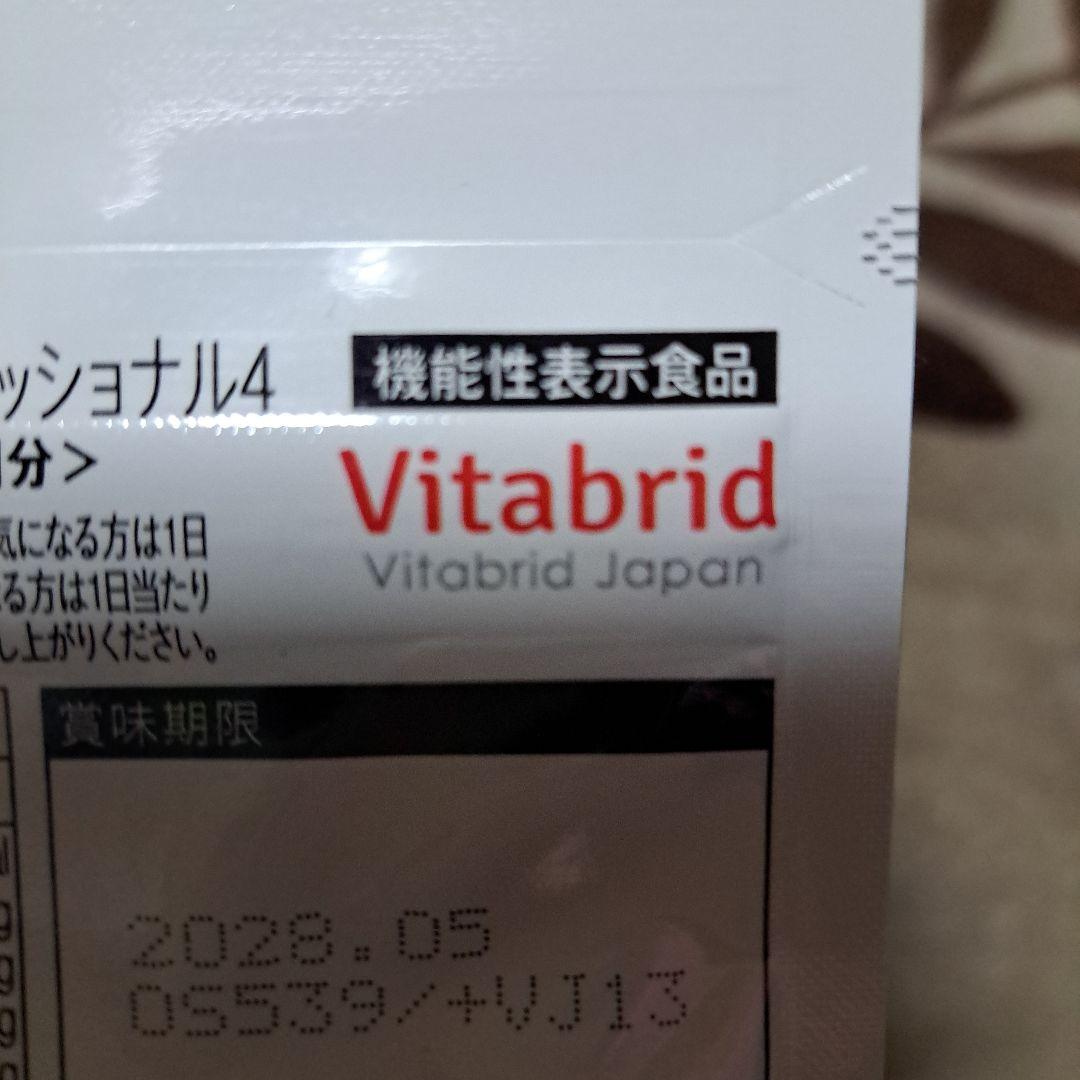 ッショナル4
機能性表示食品
分＞
Vitabrid
Vitabrid Japan
気になる方は1日
る方は1日当たり
し上がりください。
賞味期限
2028.05
OS539/+VJ13
g
g
g